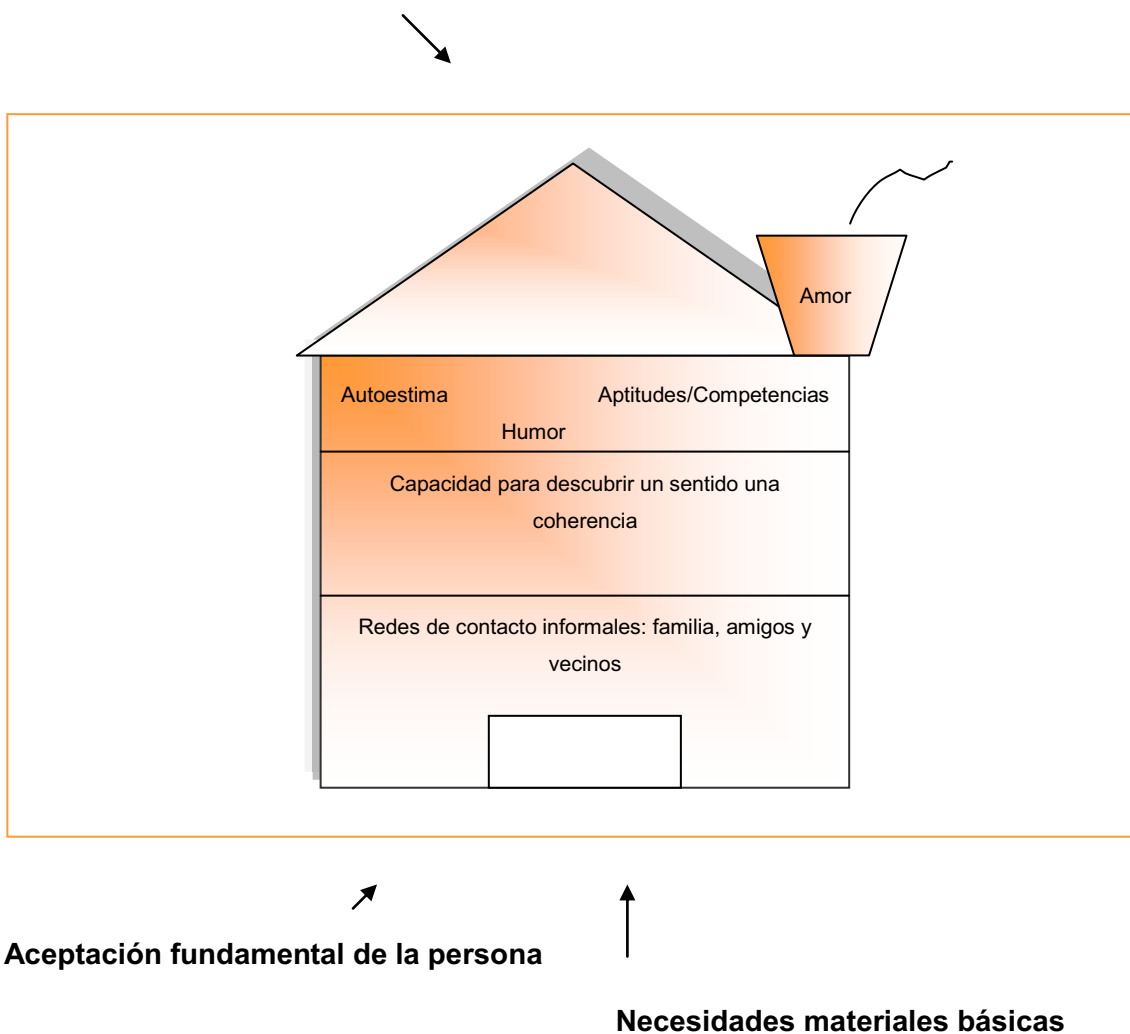 Amor
Autoestima Aptitudes/Competencias
Humor
Capacidad para descubrir un sentido una
coherencia
Redes de contacto informales: familia, amigos y
vecinos
Aceptación fundamental de la persona
Necesidades materiales básicas